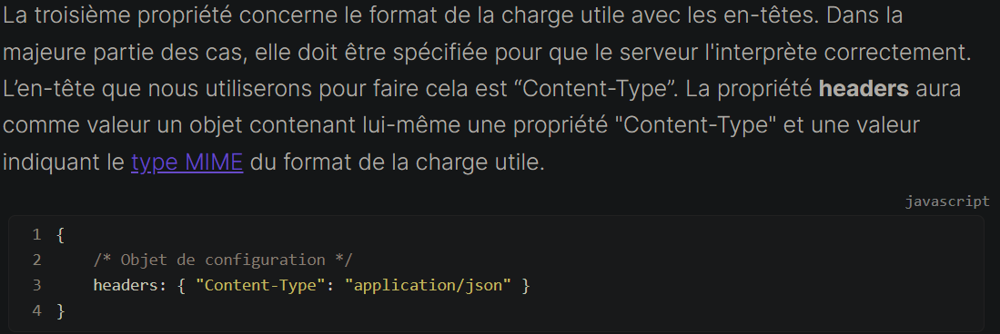 La troisième propriété concerne le format de la charge utile avec les en-têtes. Dans la
majeure partie des cas, elle doit être spécifiée pour que le serveur l'interprète correctement.
L’en-tête que nous utiliserons pour faire cela est “Content-Type”. La propriété headers aura
comme valeur un objet contenant lui-même une propriété "Content-Type" et une valeur
indiquant le type MIME du format de la charge utile.
javascript
1 {
2     /* Objet de configuration */
3     headers: { "Content-Type": "application/json" }
4 }